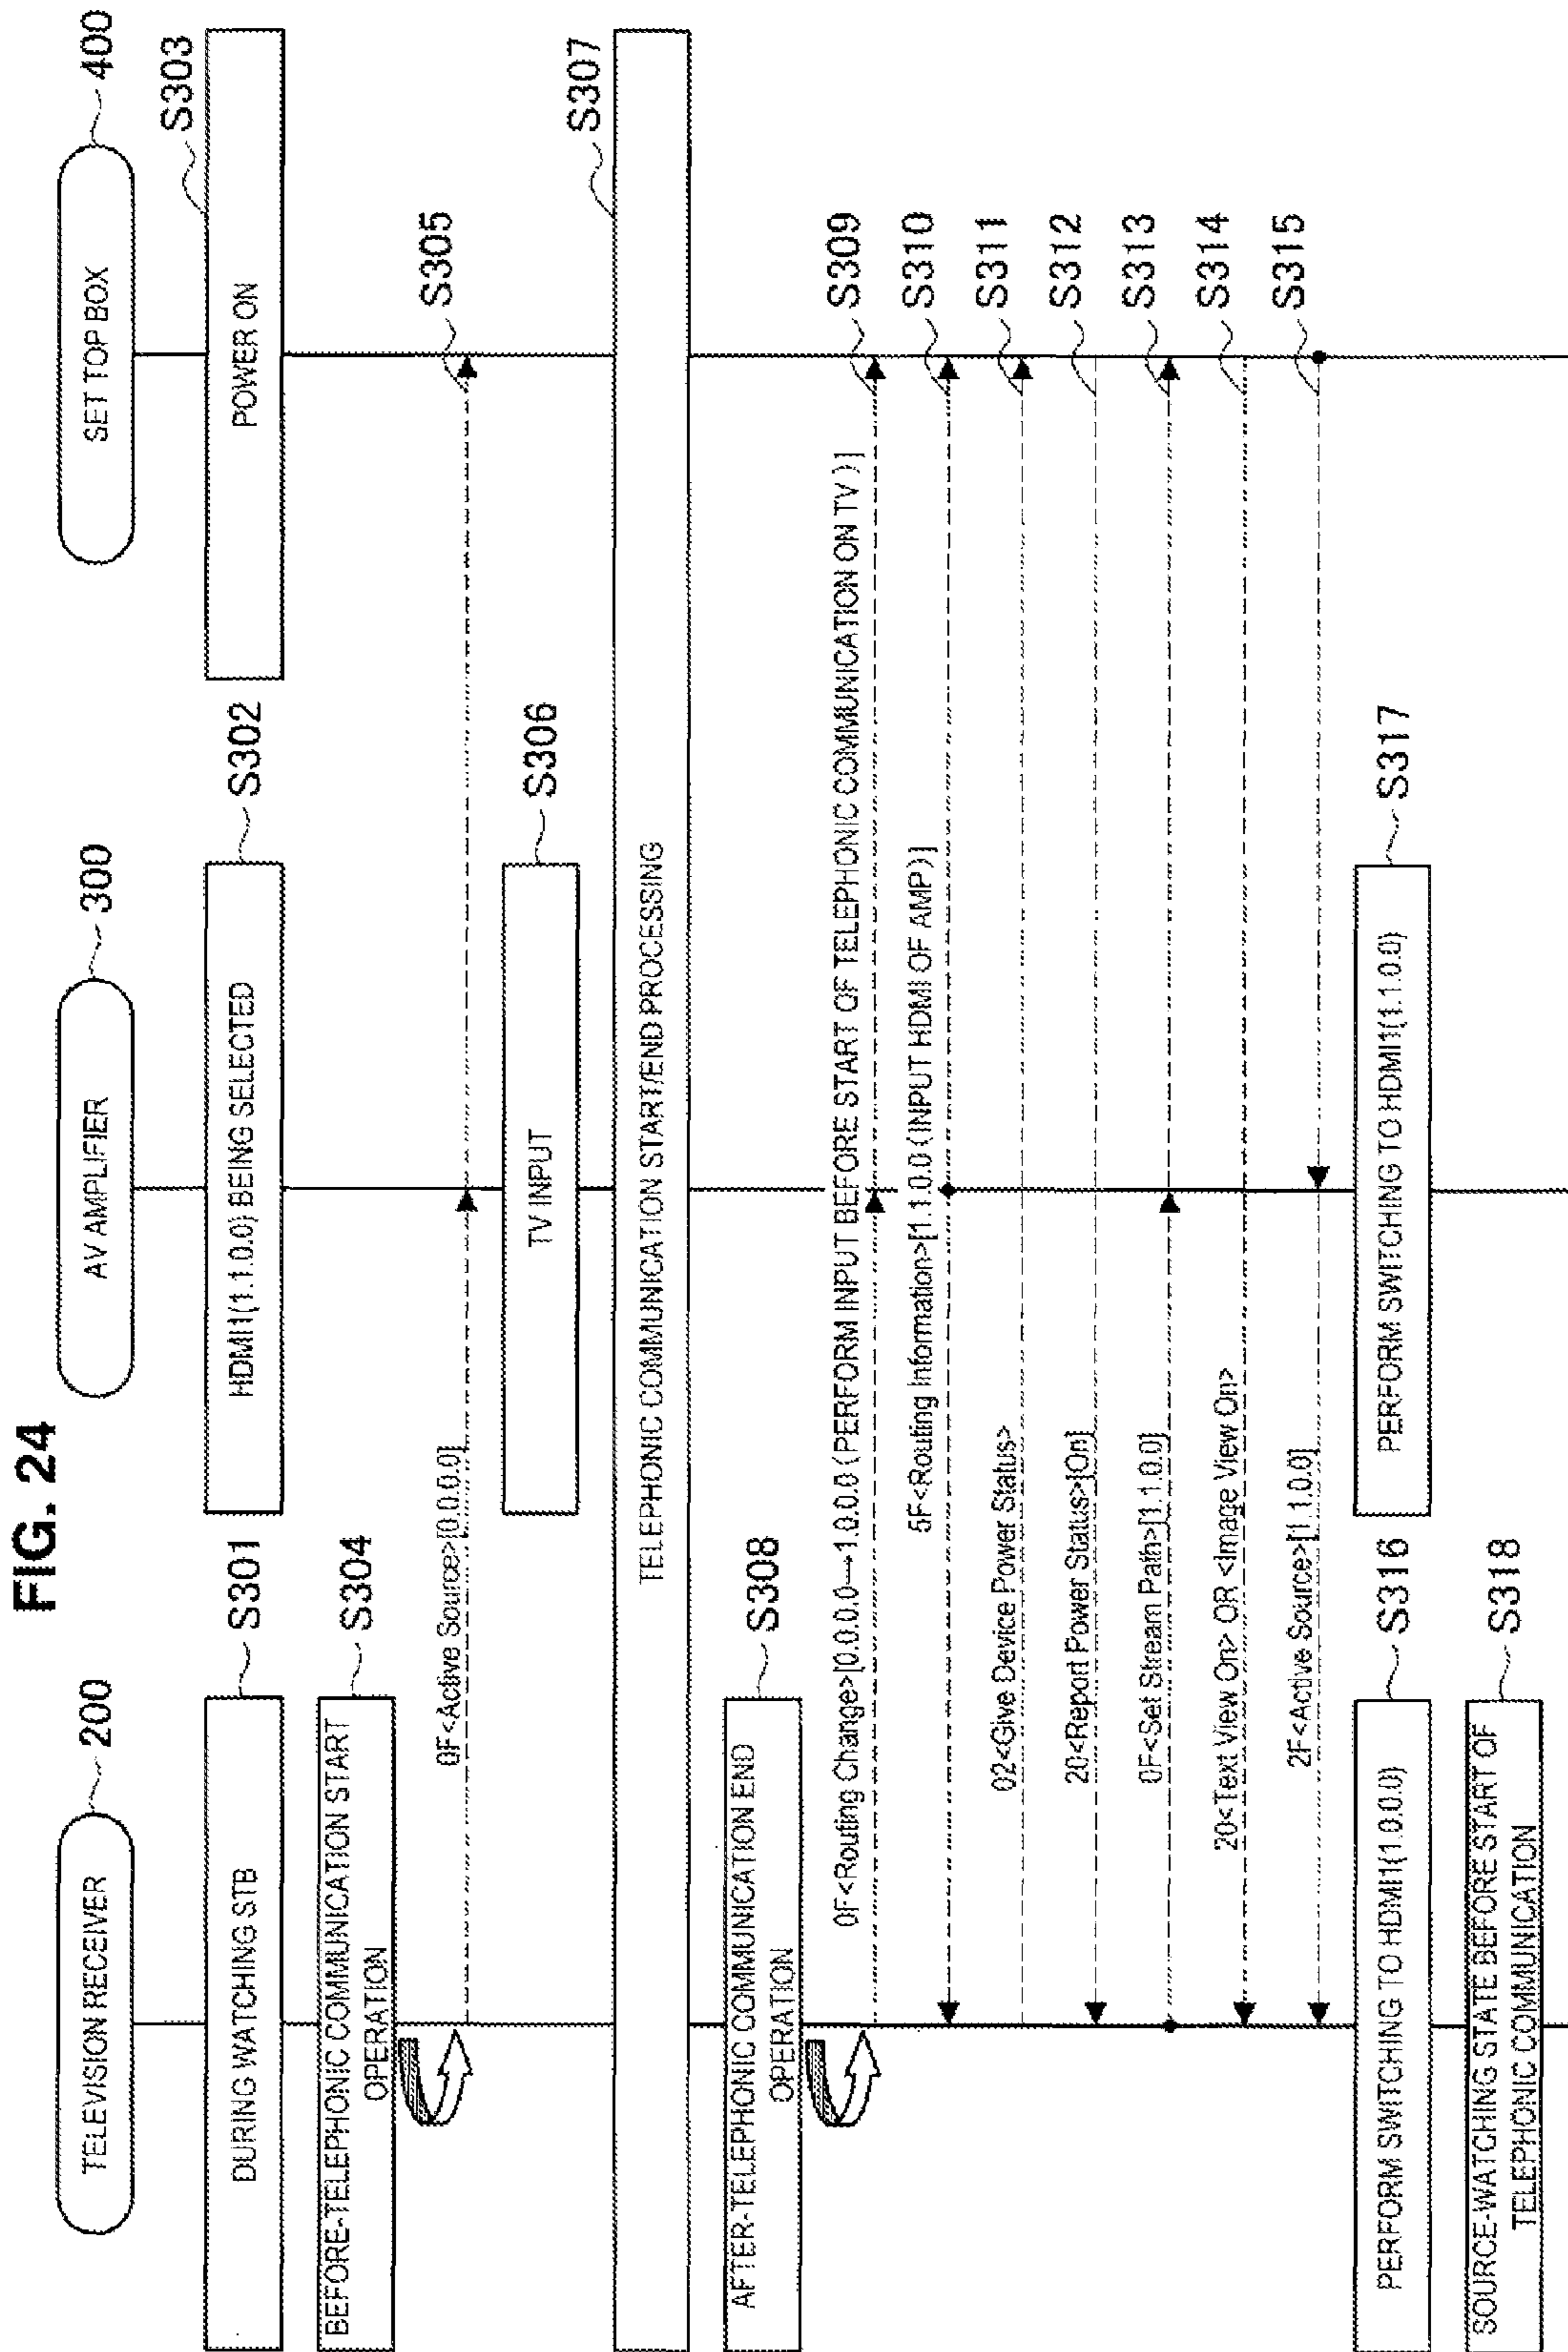 FIG. 24
TELEVISION RECEIVER
200
AV AMPLIFIER
300
SET TOP BOX
400
DURING WATCHING STB
S301
HDMI1(1.1.0.0) BEING SELECTED
S302
POWER ON
S303
BEFORE-TELEPHONIC COMMUNICATION START
OPERATION
S304
0F<Active Source>[0.0.0.0]
S305
TV INPUT
S306
TELEPHONIC COMMUNICATION START/END PROCESSING
S307
AFTER-TELEPHONIC COMMUNICATION END
OPERATION
S308
0F<Routing Change>[0.0.0.0→1.0.0.0 (PERFORM INPUT BEFORE START OF TELEPHONIC COMMUNICATION ON TV )]
S309
5F<Routing Information>[1.1.0.0 (INPUT HDMI OF AMP)]
S310
02<Give Device Power Status>
S311
20<Report Power Status>[On]
S312
0F<Set Stream Path>[1.1.0.0]
S313
20<Text View On> OR <Image View On>
S314
2F<Active Source>[1.1.0.0]
S315
PERFORM SWITCHING TO HDMI1(1.0.0.0)
S316
PERFORM SWITCHING TO HDMI1(1.1.0.0)
S317
SOURCE-WATCHING STATE BEFORE START OF
TELEPHONIC COMMUNICATION
S318